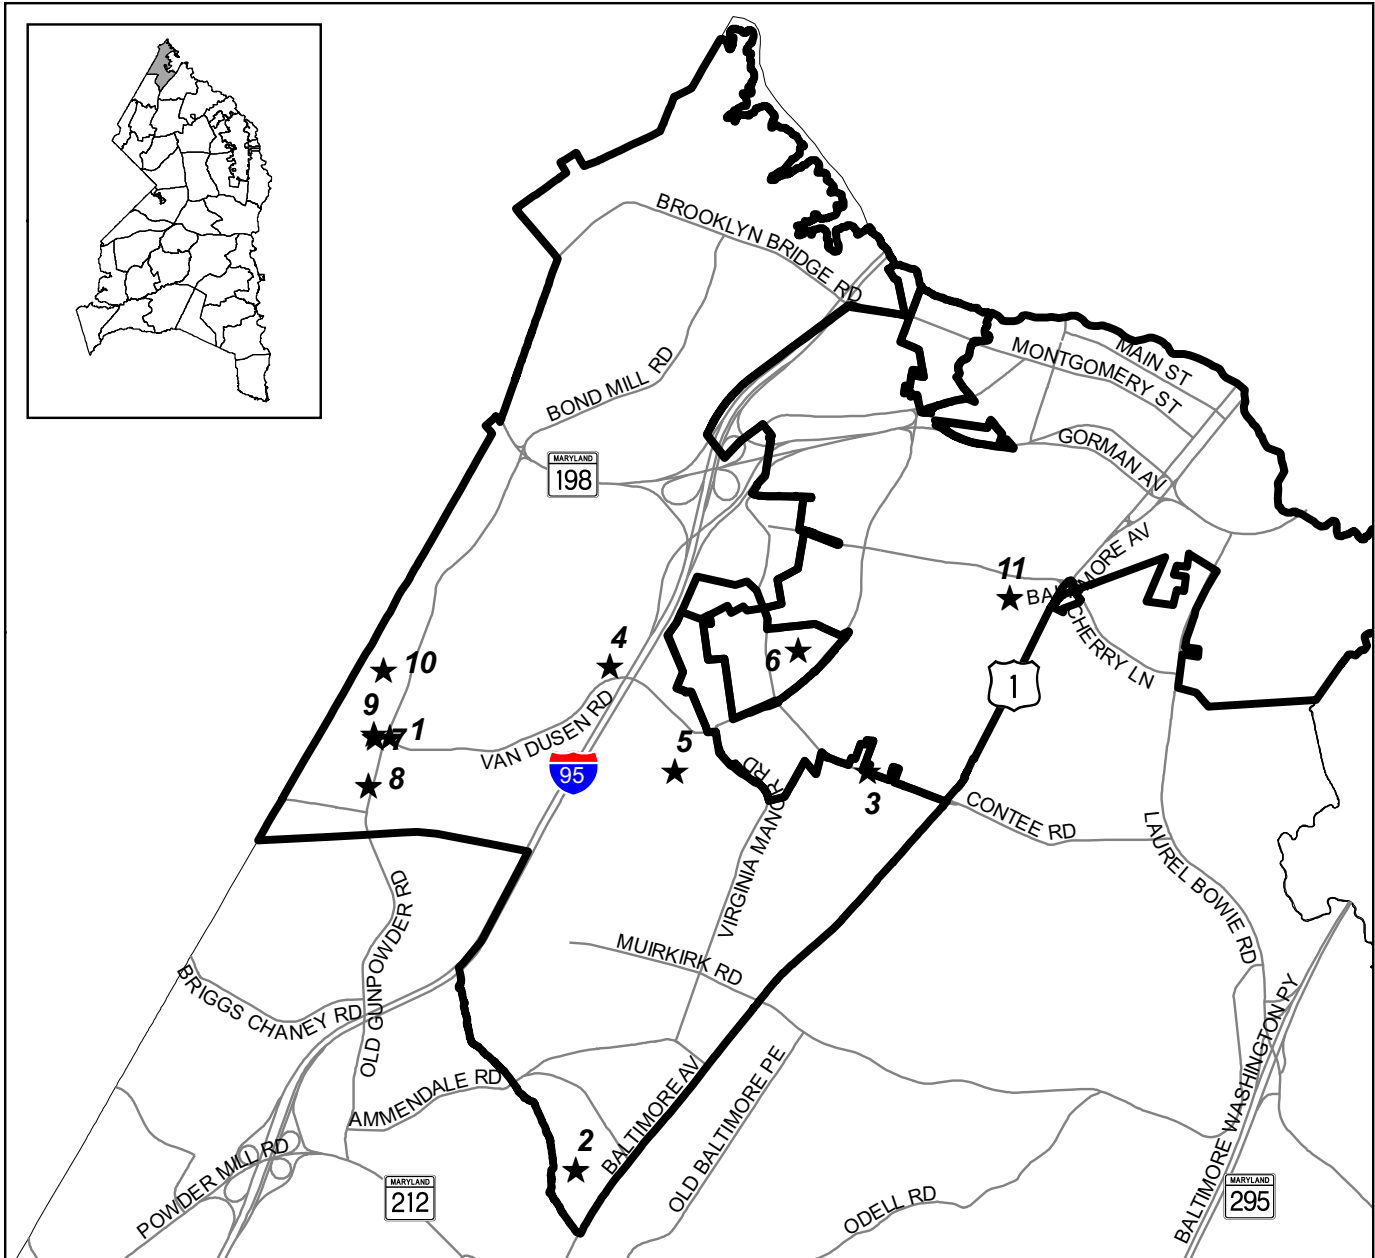 BROOKLYN BRIDGE RD
MAIN ST
MONTGOMERY ST
BOND MILL RD
GORMAN AV
MARYLAND
198
BALTIMORE AV
11
CHERRY LN
4
10
6
1
9
1
7
VAN DUSEN RD
5
95
8
3
CONTEE RD
VIRGINIA MANOR RD
LAUREL BOWIE RD
OLD GUNPOWDER RD
MUIRKIRK RD
BRIGGS CHANEY RD
BALTIMORE WASHINGTON PY
AMMENDALE RD
BALTIMORE AV
OLD BALTIMORE PE
2
POWDER MILL RD
MARYLAND
212
ODELL RD
MARYLAND
295